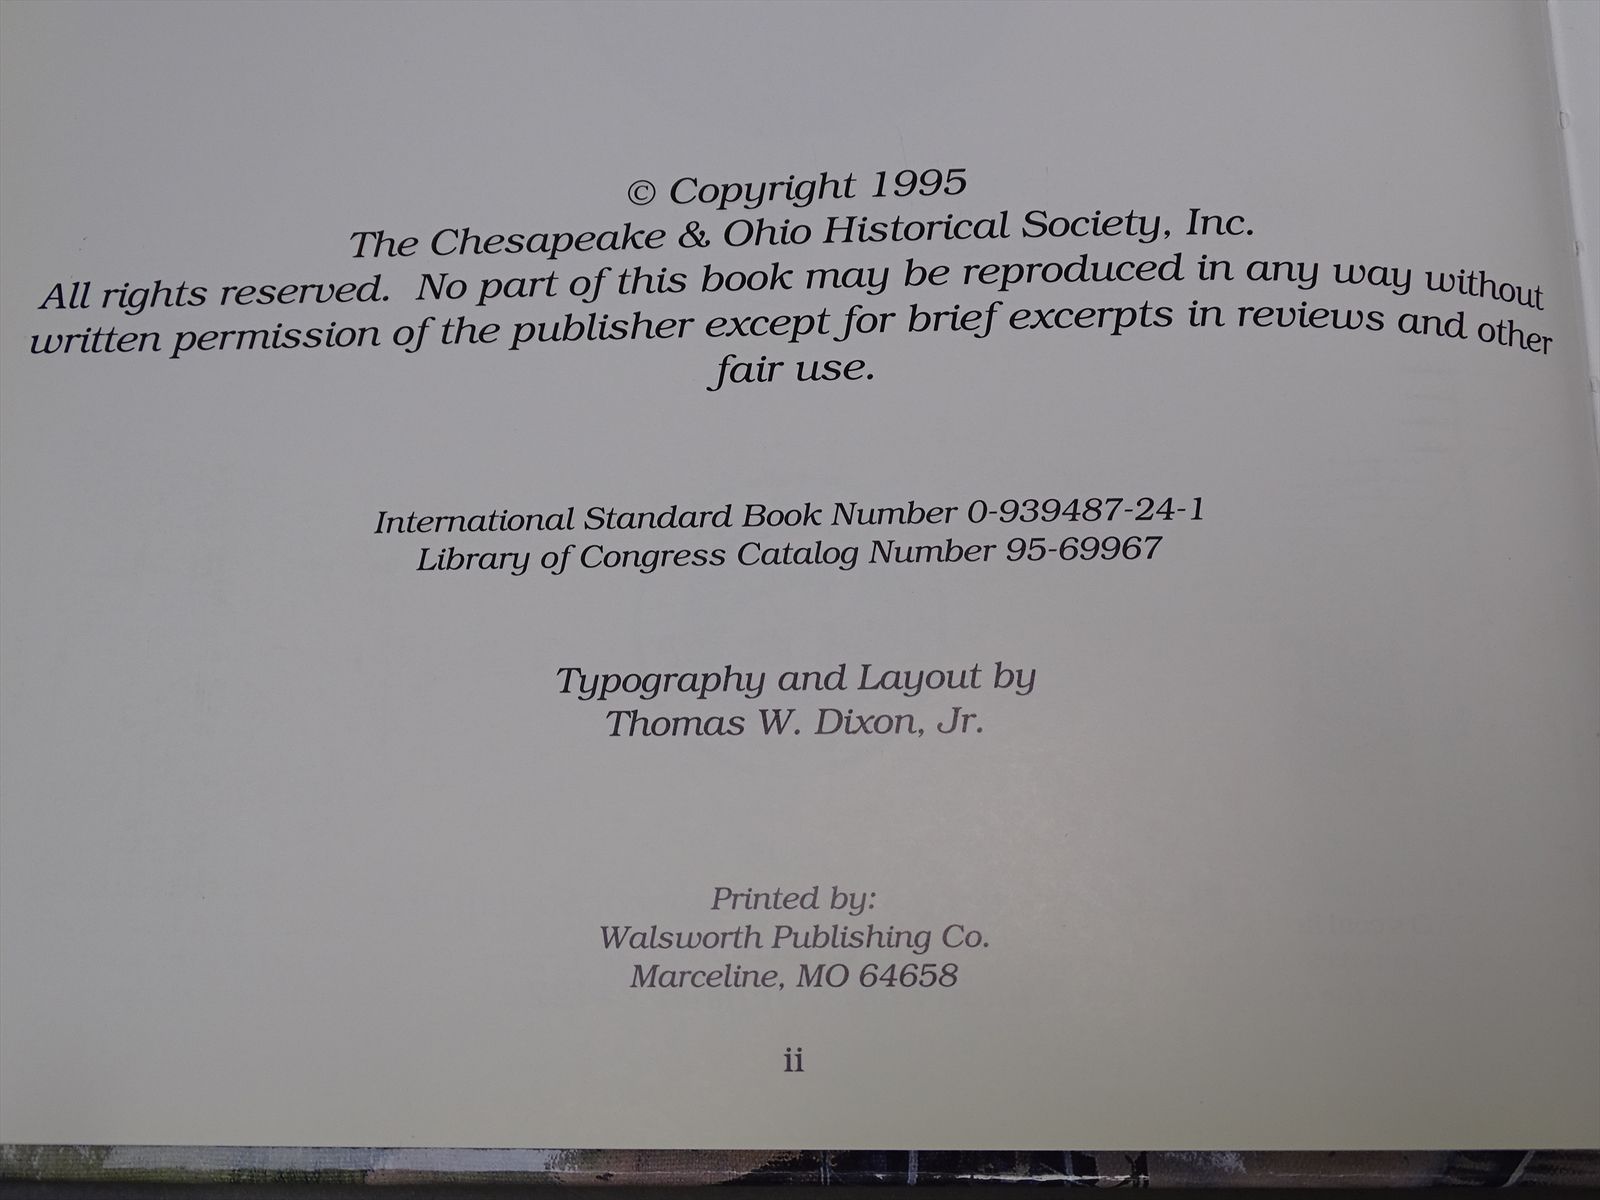 © Copyright 1995
The Chesapeake & Ohio Historical Society, Inc.
All rights reserved. No part of this book may be reproduced in any way without
written permission of the publisher except for brief excerpts in reviews and other
fair use.
International Standard Book Number 0-939487-24-1
Library of Congress Catalog Number 95-69967
Typography and Layout by
Thomas W. Dixon, Jr.
Printed by:
Walsworth Publishing Co.
Marceline, MO 64658
ii